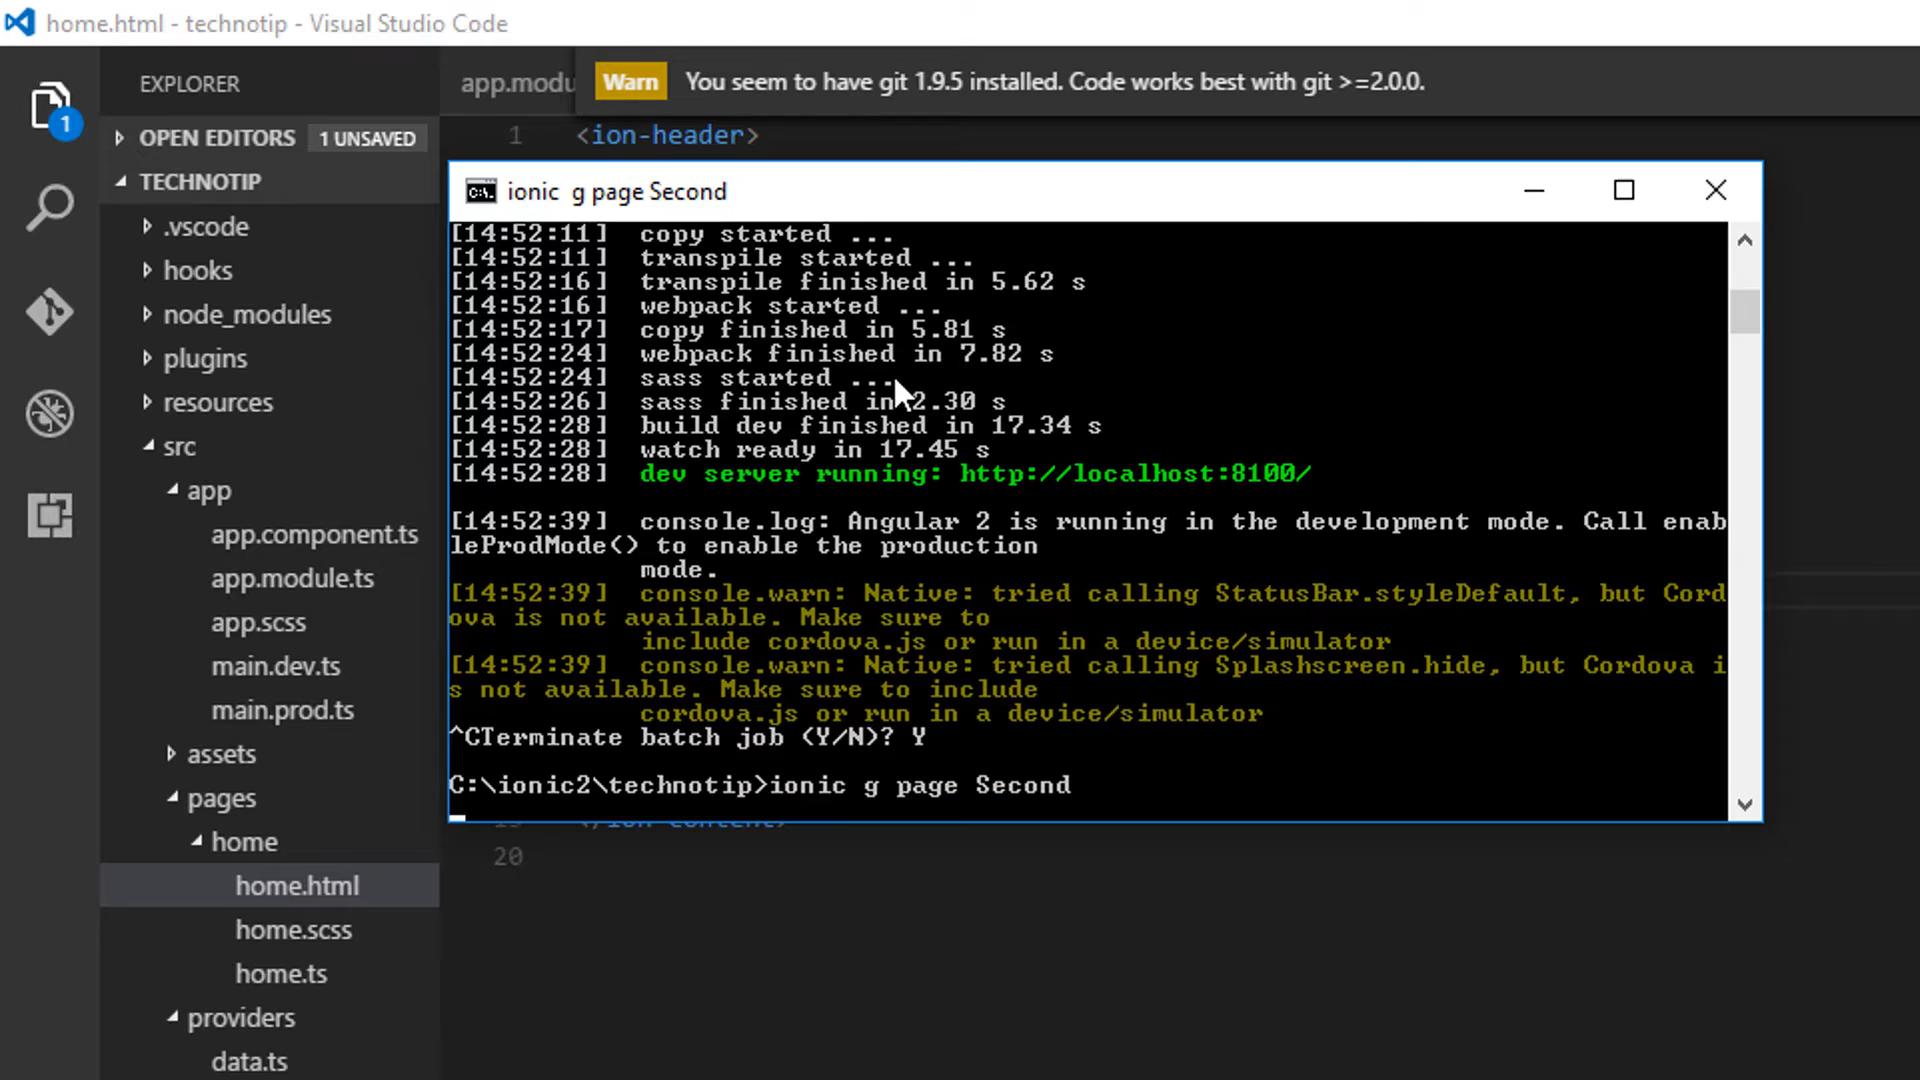 home.html - technotip - Visual Studio Code
EXPLORER
OPEN EDITORS 1 UNSAVED
TECHNOTIP
.vscode
hooks
node_modules
plugins
resources
src
app
app.component.ts
app.module.ts
app.scss
main.dev.ts
main.prod.ts
assets
pages
home
home.html
home.scss
home.ts
providers
data.ts
1
app.modu
Warn You seem to have git 1.9.5 installed. Code works best with git >=2.0.0.
1 <ion-header>
ionic g page Second
[14:52:11] copy started ...
[14:52:11] transpile started ...
[14:52:16] transpile finished in 5.62 s
[14:52:16] webpack started ...
[14:52:17] copy finished in 5.81 s
[14:52:24] webpack finished in 7.82 s
[14:52:24] sass started ...
[14:52:26] sass finished in 2.30 s
[14:52:28] build dev finished in 17.34 s
[14:52:28] watch ready in 17.45 s
[14:52:28] dev server running: http://localhost:8100/
[14:52:39] console.log: Angular 2 is running in the development mode. Call enab
leProdMode() to enable the production
mode.
[14:52:39] console.warn: Native: tried calling StatusBar.styleDefault, but Cord
ova is not available. Make sure to
include cordova.js or run in a device/simulator
[14:52:39] console.warn: Native: tried calling Splashscreen.hide, but Cordova i
s not available. Make sure to include
cordova.js or run in a device/simulator
^CTerminate batch job (Y/N)? Y
C:\ionic2\technotip>ionic g page Second
20